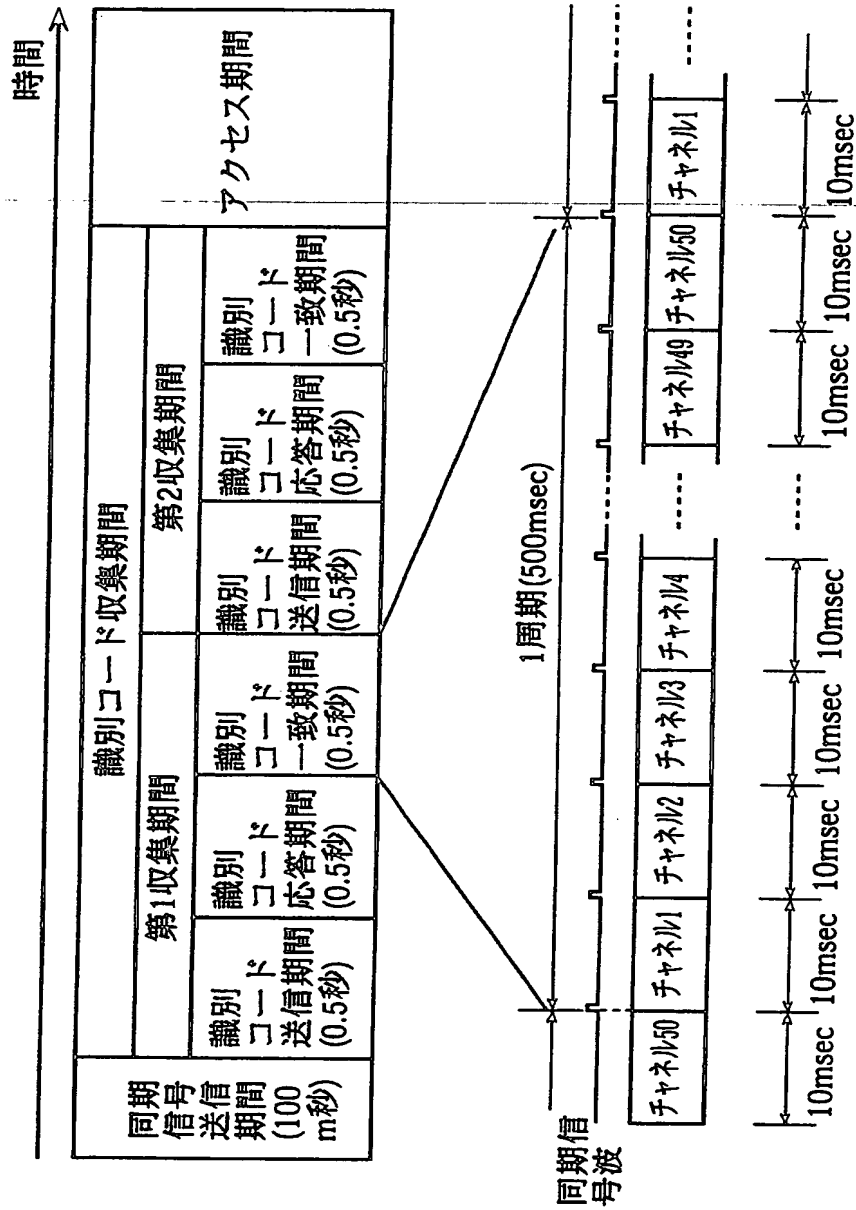 時間
同期
信号
送信
期間
(100
m秒)
識別コード収集期間
アクセス期間
第1収集期間
第2収集期間
識別
コード
送信期間
(0.5秒)
識別
コード
応答期間
(0.5秒)
識別
コード
一致期間
(0.5秒)
識別
コード
送信期間
(0.5秒)
識別
コード
応答期間
(0.5秒)
識別
コード
一致期間
(0.5秒)
1周期(500msec)
同期信
号波
チャネル50
チャネル1
チャネル2
チャネル3
チャネル4
チャネル49
チャネル50
チャネル1
10msec
10msec
10msec
10msec
10msec
10msec
10msec
10msec